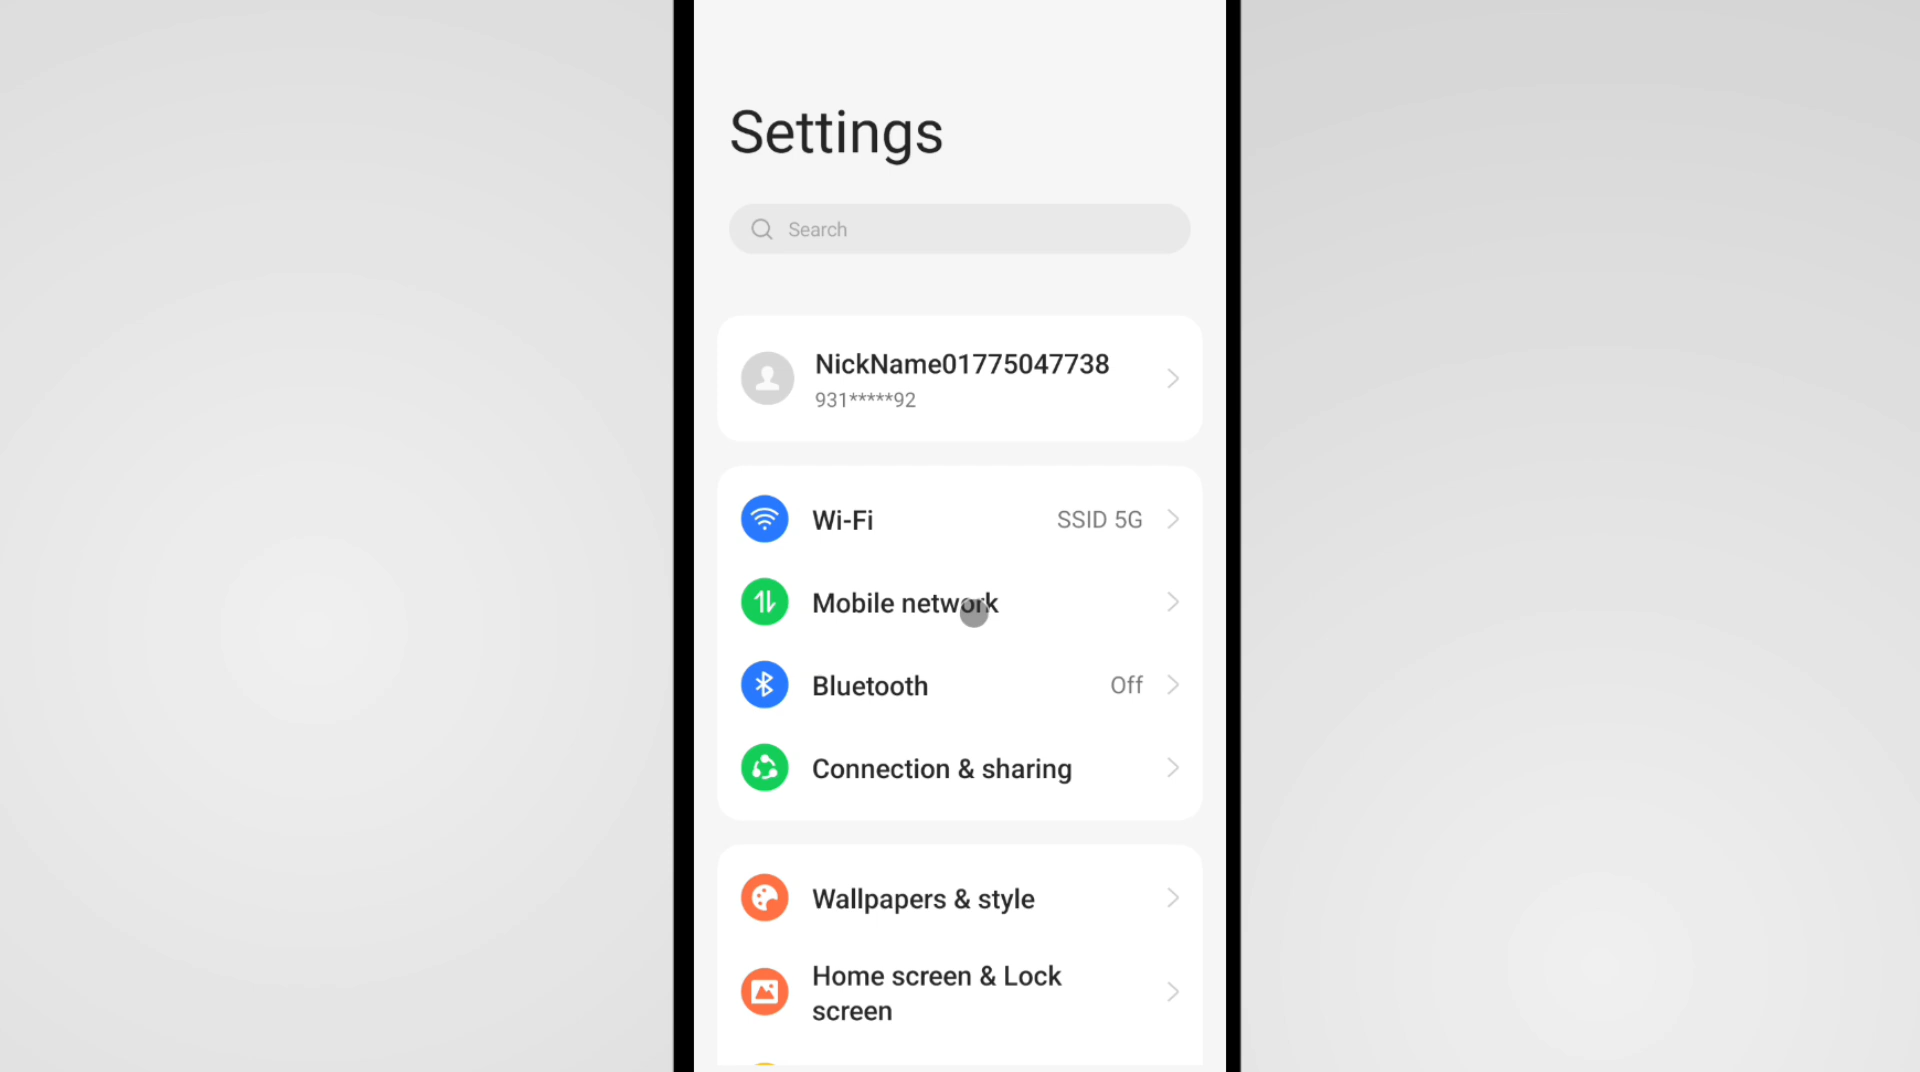 Settings
Search
NickName01775047738
931*****92
Wi-Fi SSID 5G
Mobile network
Bluetooth Off
Connection & sharing
Wallpapers & style
Home screen & Lock
screen